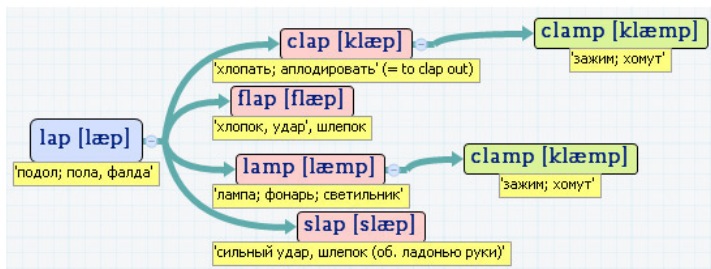 clap [klæp]
'хлопать; аплодировать' (= to clap out)
clamp [klæmp]
'зажим; хомут'
flap [flæp]
'хлопок, удар', шлепок
lap [læp]
'подол; пола, фалда'
lamp [læmp]
'лампа; фонарь; светильник'
clamp [klæmp]
'зажим; хомут'
slap [slæp]
'сильный удар, шлепок (об. ладонью руки)'